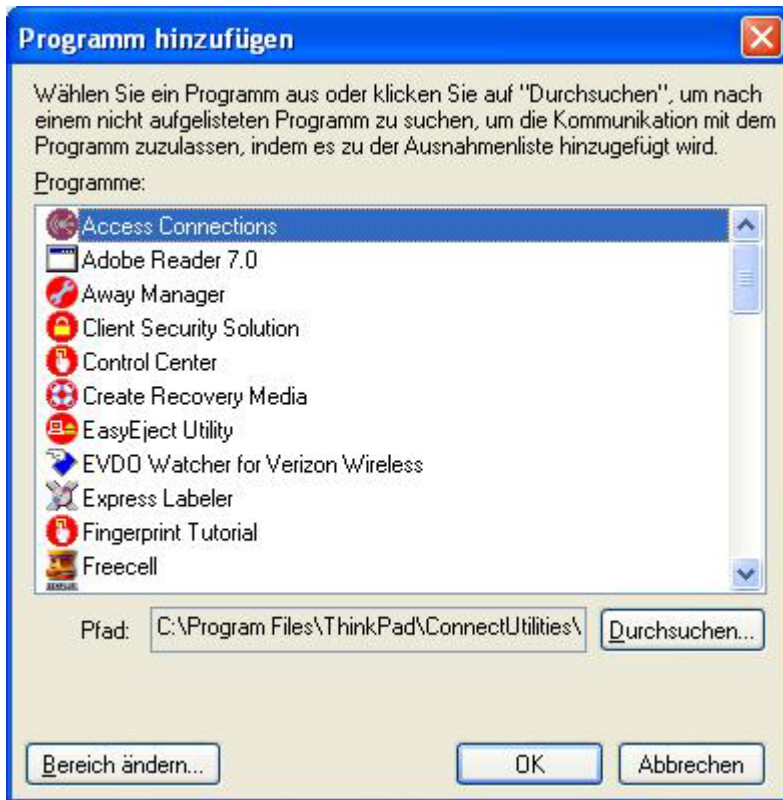 Programm hinzufügen
Wählen Sie ein Programm aus oder klicken Sie auf "Durchsuchen", um nach
einem nicht aufgelisteten Programm zu suchen, um die Kommunikation mit dem
Programm zuzulassen, indem es zu der Ausnahmenliste hinzugefügt wird.
Programme:
Access Connections
Adobe Reader 7.0
Away Manager
Client Security Solution
Control Center
Create Recovery Media
EasyEject Utility
EVDO Watcher for Verizon Wireless
Express Labeler
Fingerprint Tutorial
Freecell
Pfad: C:\Program Files\ThinkPad\ConnectUtilities\ Durchsuchen...
Bereich ändern... OK Abbrechen